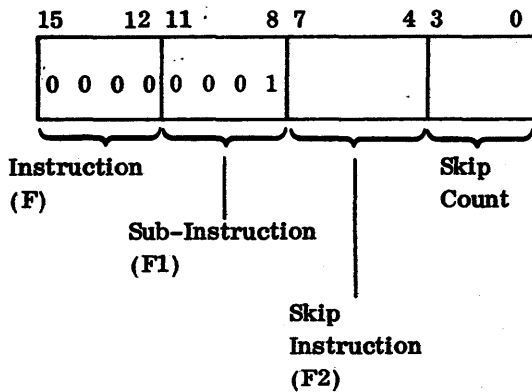 15 12 11 8 7 4 3 0
0 0 0 0 0 0 0 1
Instruction
(F)
Sub-Instruction
(F1)
Skip
Instruction
(F2)
Skip
Count